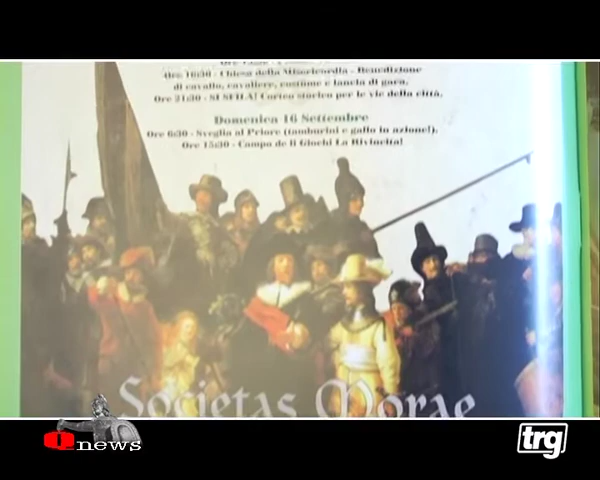 Ore 16:30 - Chiesa della Misericordia - Benedizione
di cavallo, cavaliere, costume e lancia di gara.
Ore 21:30 - SI SFILA! Corteo storico per le vie della città.
Domenica 16 Settembre
Ore 6:30 - Sveglia al Priore (tamburini e gallo in azione!).
Ore 15:30 - Campo de li Giochi La Rivincita!
Societas Morae
Q news
trg